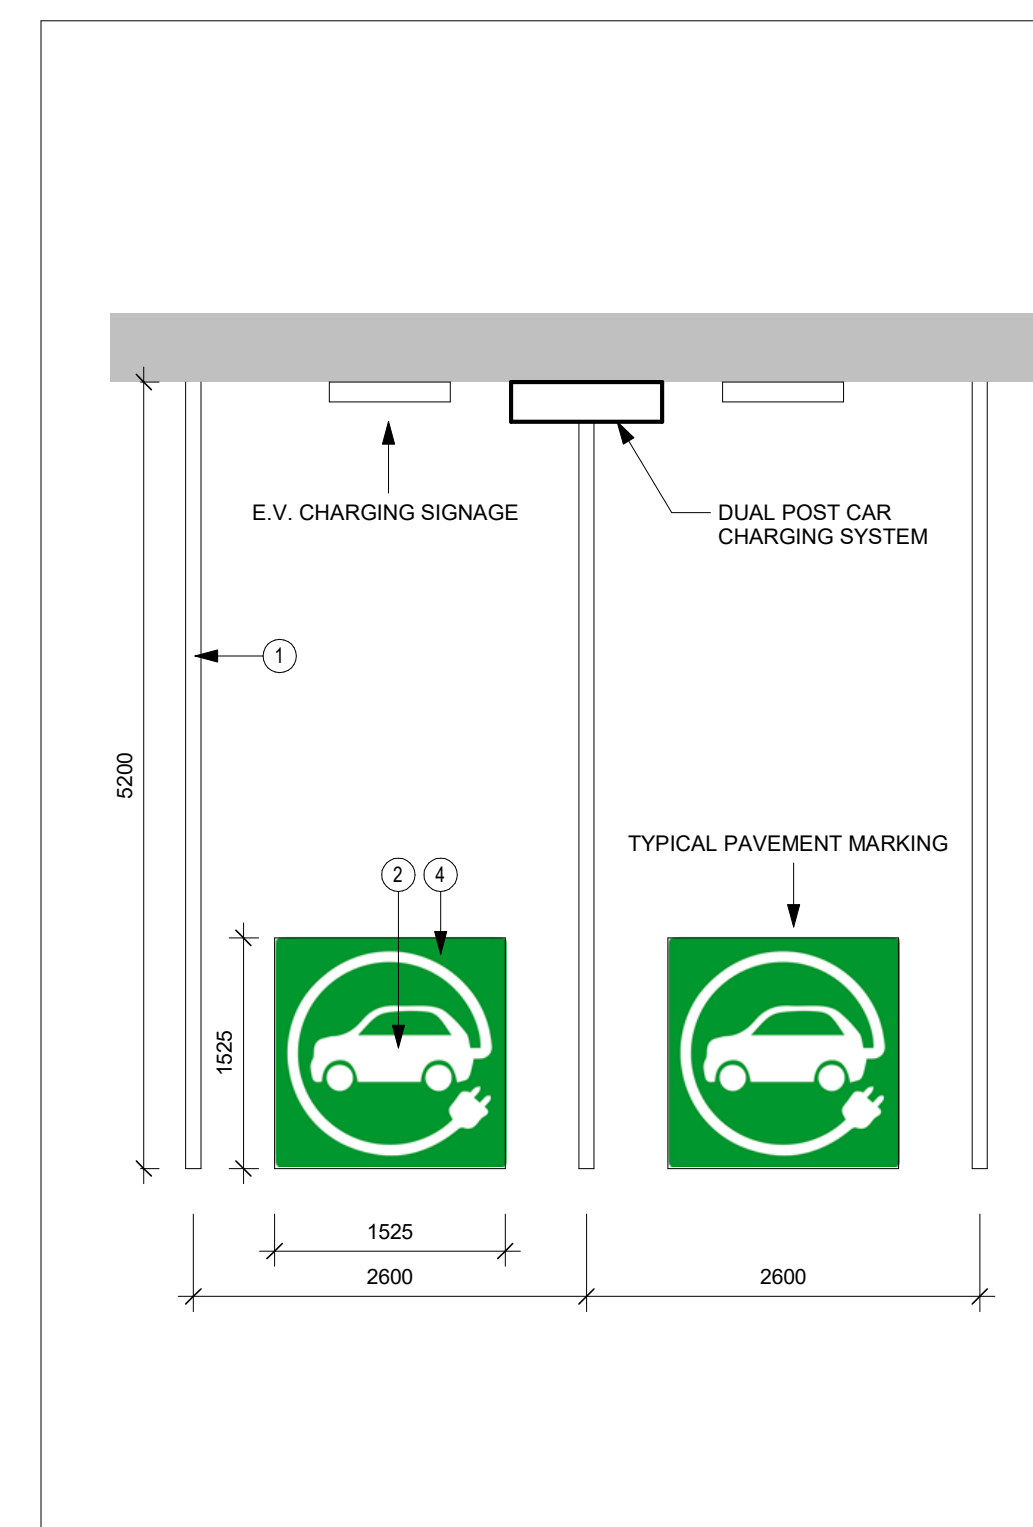 E.V. CHARGING SIGNAGE
DUAL POST CAR
CHARGING SYSTEM
1
5200
TYPICAL PAVEMENT MARKING
2
4
1525
1525
2600
2600